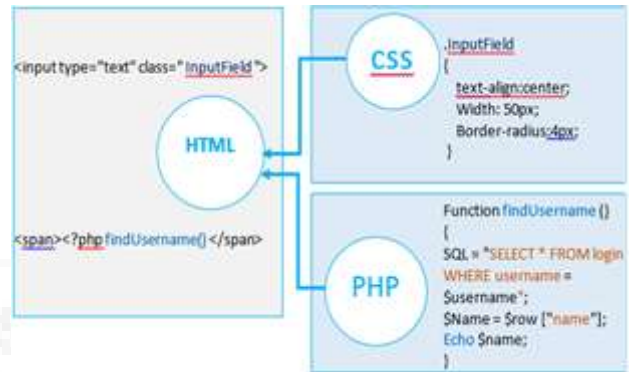 <input type="text" class=" InputField ">
HTML
<span><?php findUsername() </span>
CSS
.InputField
{
text-align:center;
Width: 50px;
Border-radius:4px;
}
PHP
Function findUsername ()
{
SQL = "SELECT * FROM login
WHERE username =
$username";
$Name = $row ["name"];
Echo $name;
}